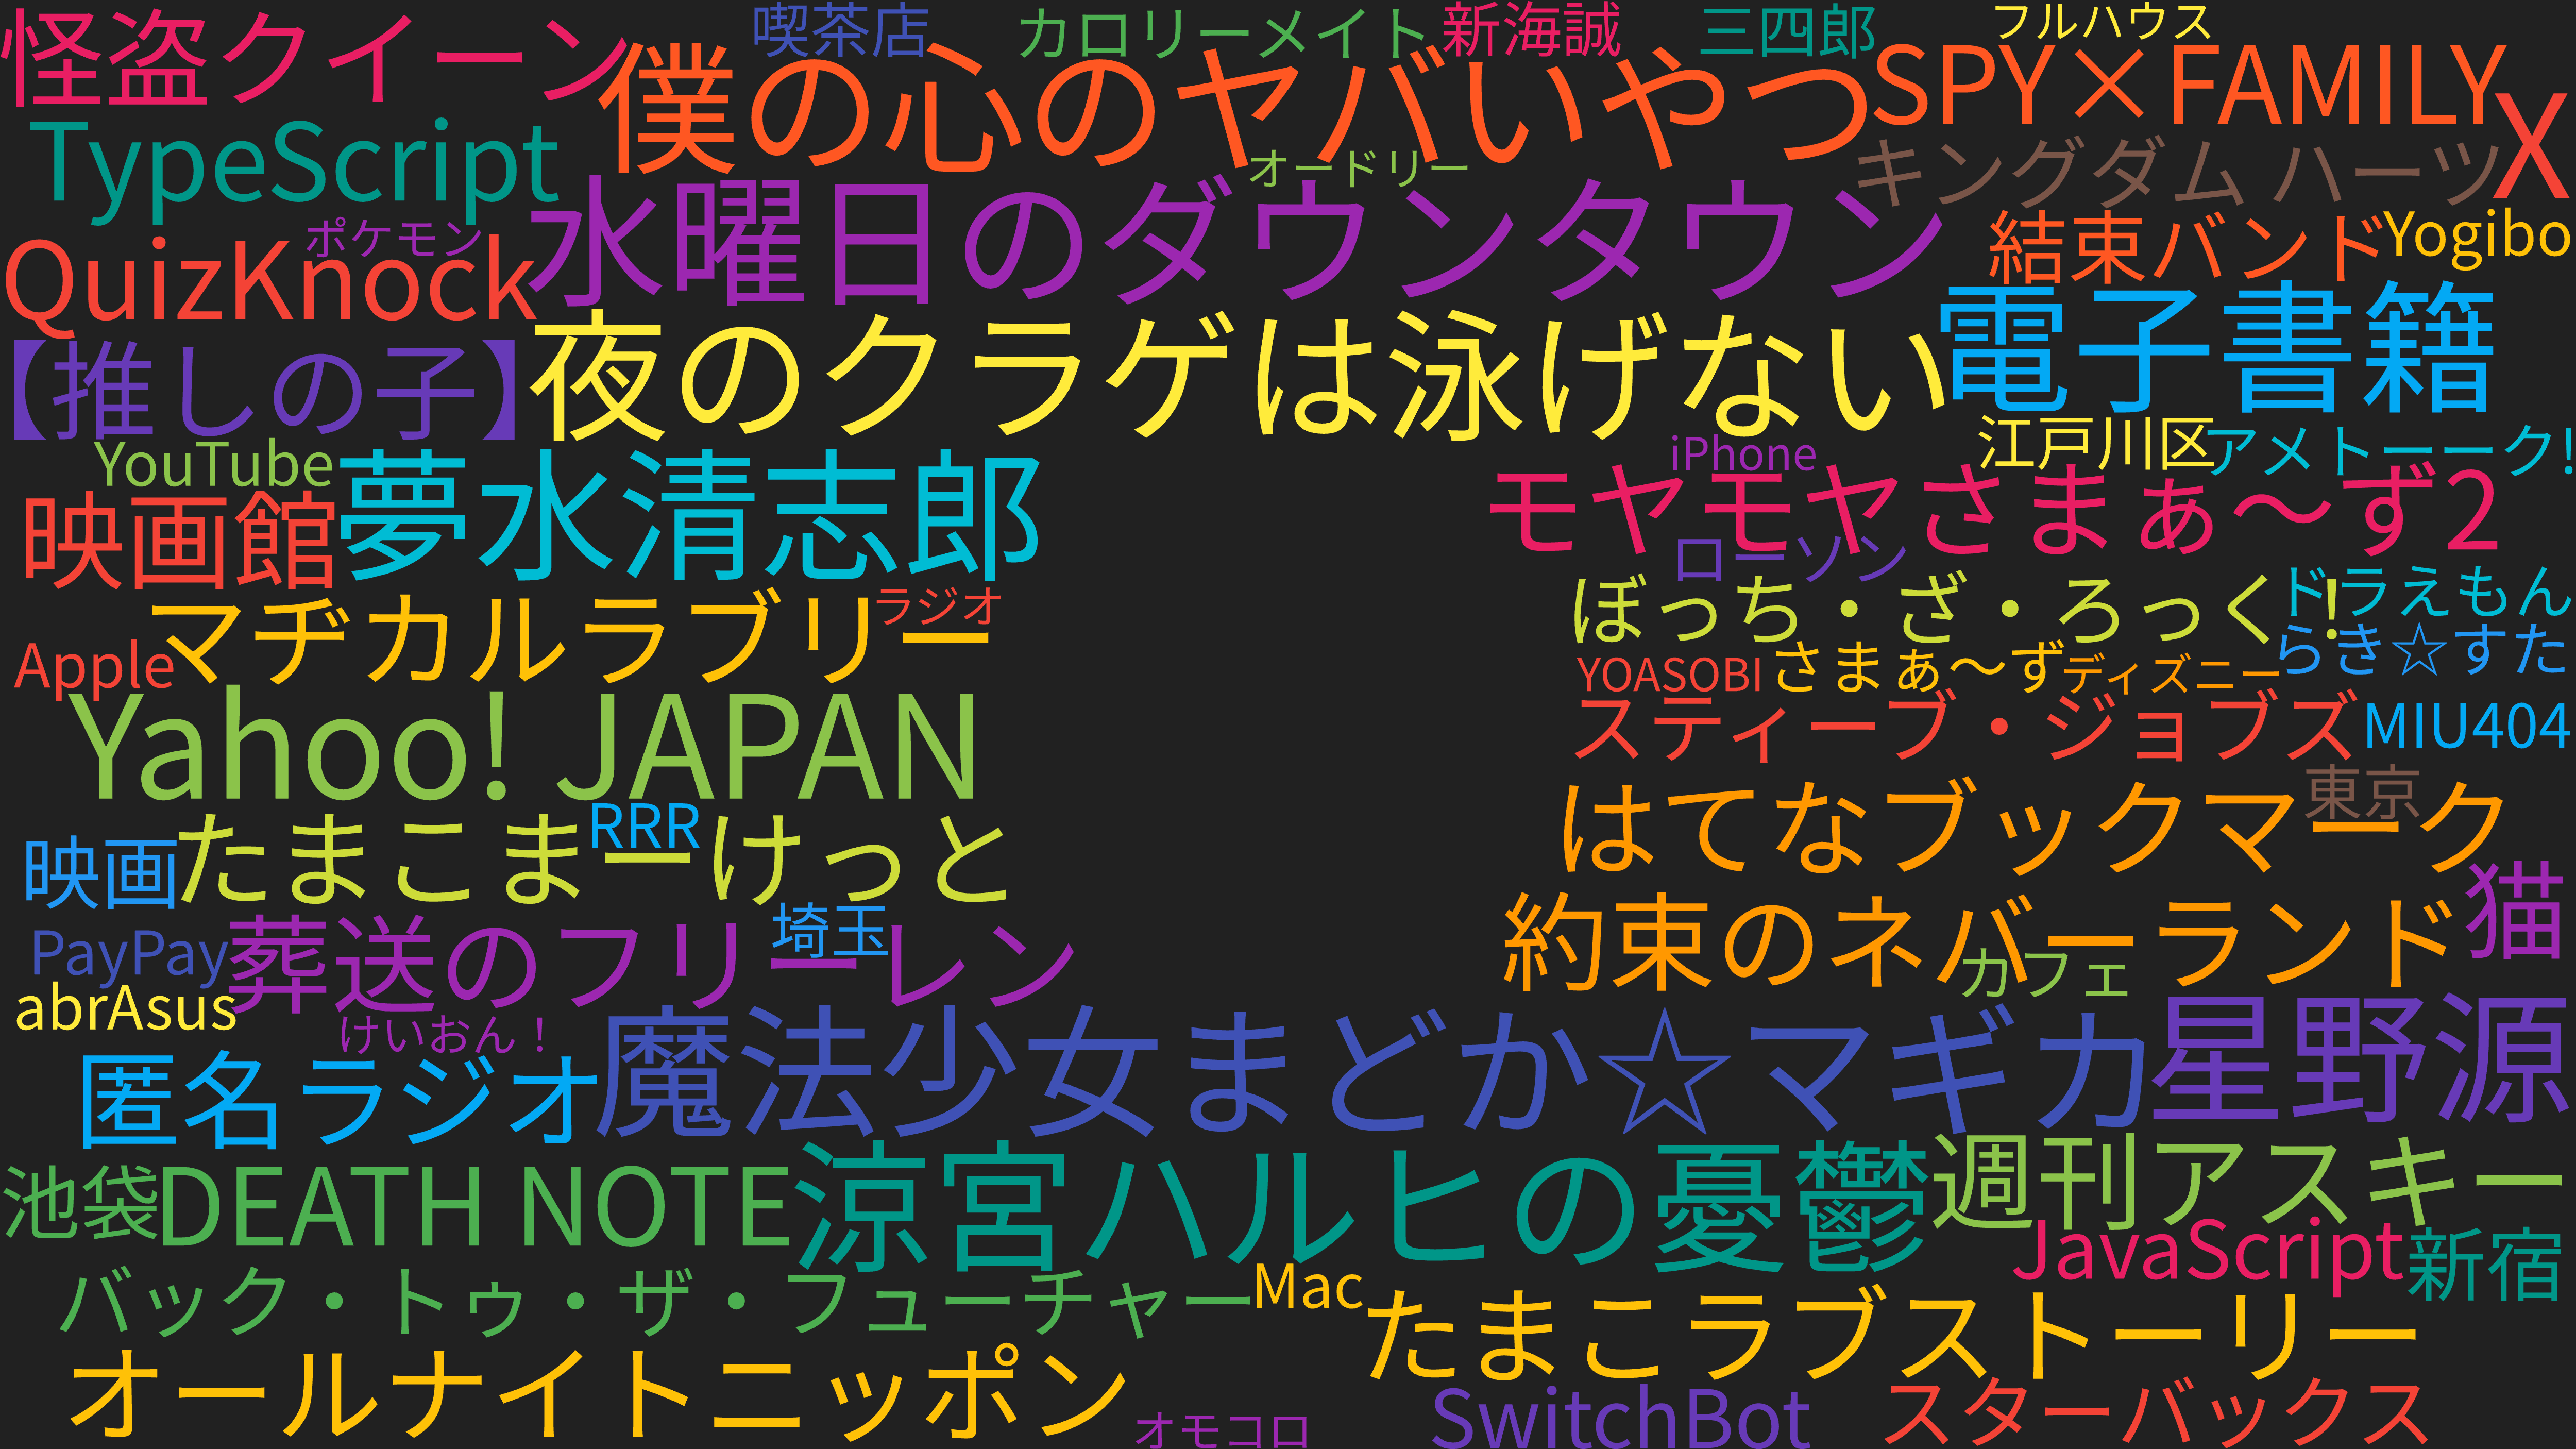 怪盗クイーン
喫茶店
カロリーメイト
新海誠
三四郎
フルハウス
僕の心のヤバいやつ
SPY×FAMILY
X
TypeScript
オードリー
キングダム ハーツ
水曜日のダウンタウン
ポケモン
QuizKnock
結束バンド
Yogibo
電子書籍
【推しの子】
夜のクラゲは泳げない
YouTube
iPhone
江戸川区
アメトーーク!
映画館
夢水清志郎
モヤモヤさまぁ〜ず2
ローソン
マヂカルラブリー
ラジオ
ぼっち・ざ・ろっく!
ドラえもん
Apple
YOASOBI
さまぁ〜ず
ディズニー
らき☆すた
Yahoo! JAPAN
スティーブ・ジョブズ
MIU404
東京
はてなブックマーク
RRR
映画
たまこまーけっと
猫
PayPay
葬送のフリーレン
埼玉
約束のネバーランド
カフェ
abrAsus
けいおん！
匿名ラジオ
魔法少女まどか☆マギカ
星野源
池袋
DEATH NOTE
涼宮ハルヒの憂鬱
週刊アスキー
JavaScript
新宿
バック・トゥ・ザ・フューチャー
Mac
たまこラブストーリー
オールナイトニッポン
オモコロ
SwitchBot
スターバックス